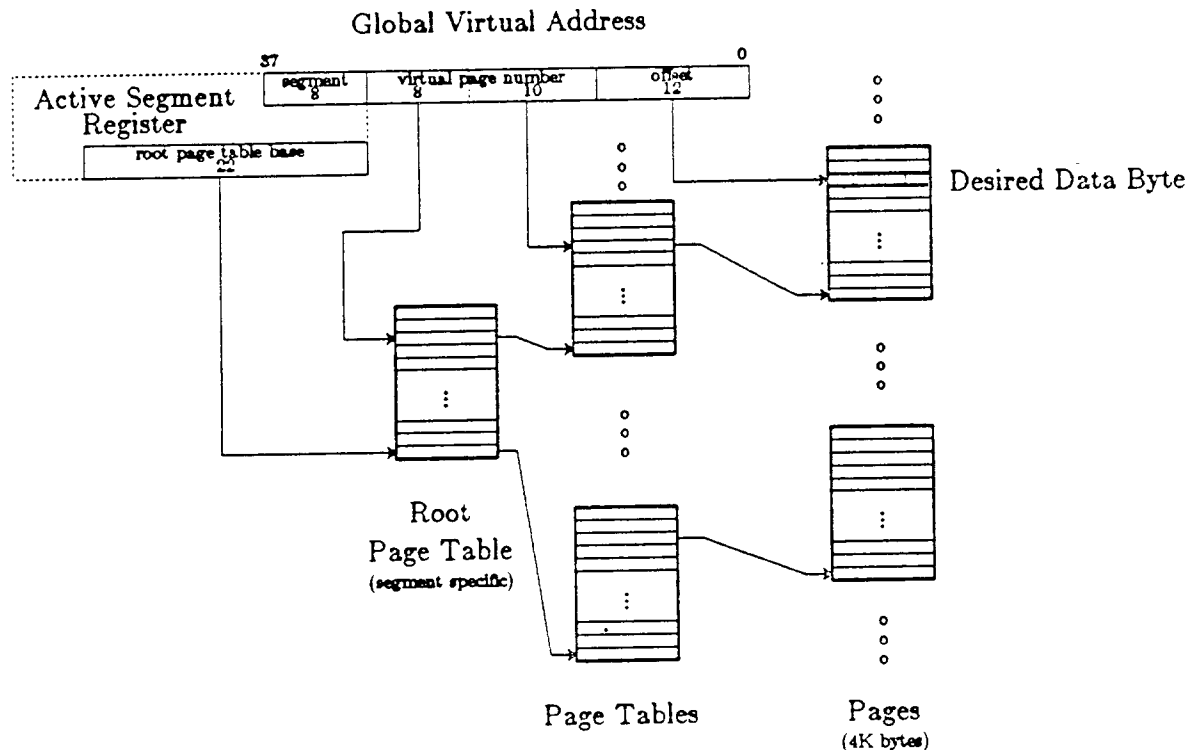 Global Virtual Address
37 0
segment virtual page number offset
8 8 10 12
Active Segment
Register
root page table base
22
Desired Data Byte
Root
Page Table
(segment specific)
Page Tables
Pages
(4K bytes)